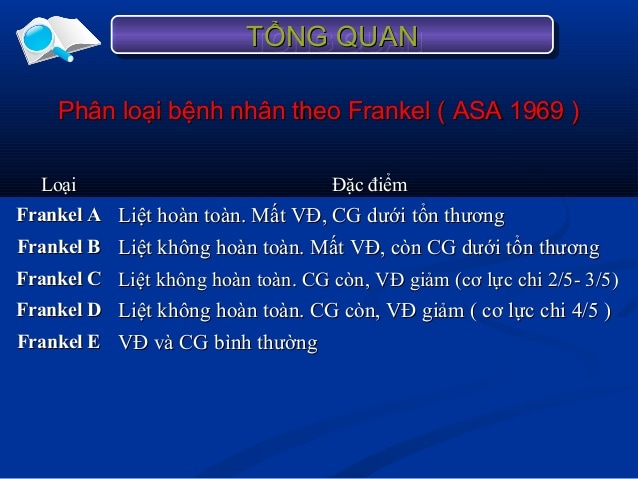 TỔNG QUAN
Phân loại bệnh nhân theo Frankel ( ASA 1969 )
Loại Đặc điểm
Frankel A Liệt hoàn toàn. Mất VĐ, CG dưới tổn thương
Frankel B Liệt không hoàn toàn. Mất VĐ, còn CG dưới tổn thương
Frankel C Liệt không hoàn toàn. CG còn, VĐ giảm (cơ lực chi 2/5- 3/5)
Frankel D Liệt không hoàn toàn. CG còn, VĐ giảm ( cơ lực chi 4/5 )
Frankel E VĐ và CG bình thường